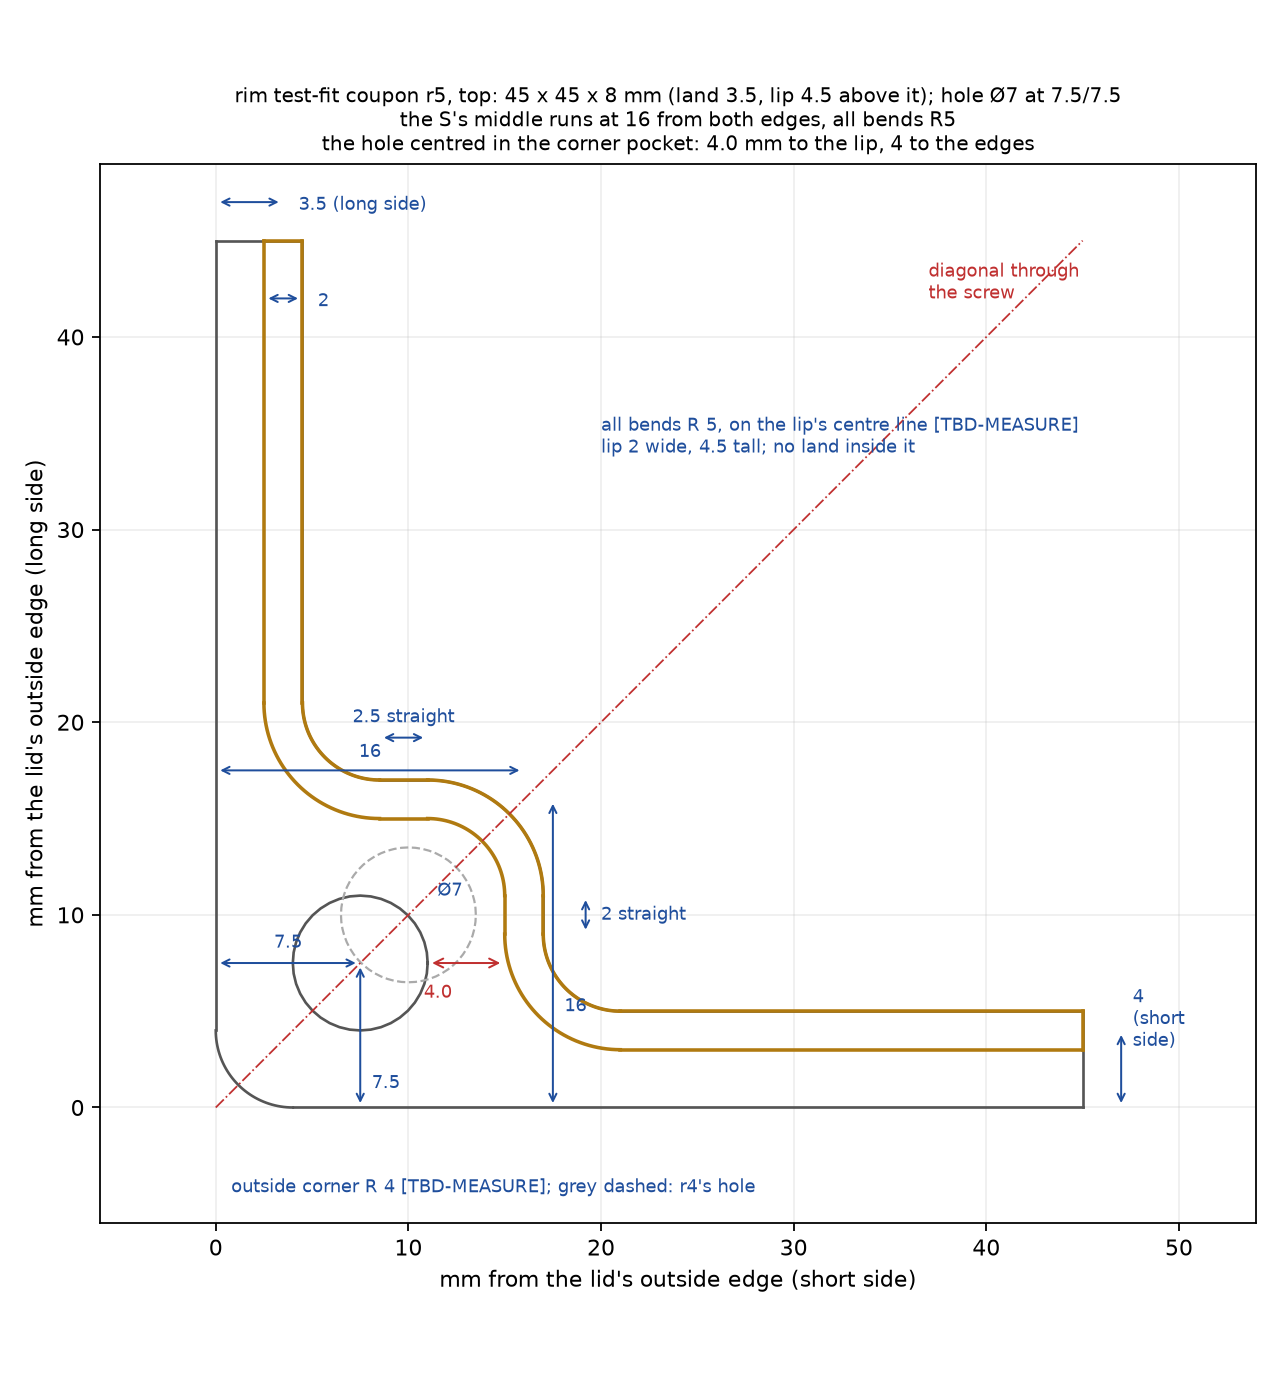 rim test-fit coupon r5, top: 45 x 45 x 8 mm (land 3.5, lip 4.5 above it); hole Ø7 at 7.5/7.5
the S's middle runs at 16 from both edges, all bends R5
the hole centred in the corner pocket: 4.0 mm to the lip, 4 to the edges
3.5 (long side)
diagonal through
the screw
2
40
all bends R 5, on the lip's centre line [TBD-MEASURE]
lip 2 wide, 4.5 tall; no land inside it
30
mm from the lid's outside edge (long side)
20
2.5 straight
16
Ø7
10
2 straight
7.5
4.0
16
4
(short
side)
7.5
0
outside corner R 4 [TBD-MEASURE]; grey dashed: r4's hole
0
10
20
30
40
50
mm from the lid's outside edge (short side)